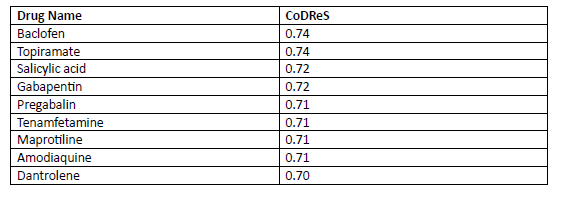 Drug Name CoDReS
Baclofen 0.74
Topiramate 0.74
Salicylic acid 0.72
Gabapentin 0.72
Pregabalin 0.71
Tenamfetamine 0.71
Maprotiline 0.71
Amodiaquine 0.71
Dantrolene 0.70